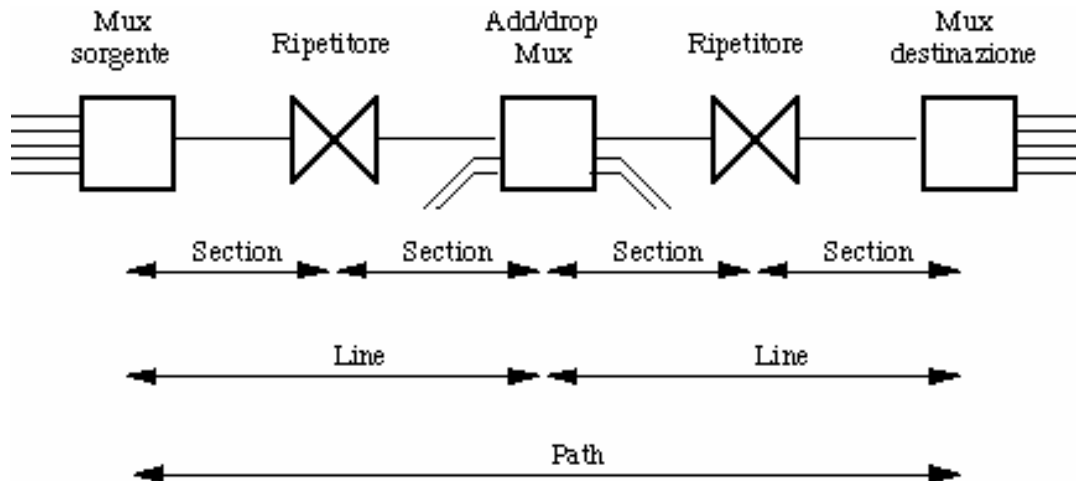 Mux
sorgente
Ripetitore
Add/drop
Mux
Ripetitore
Mux
destinazione
Section
Section
Section
Section
Line
Line
Path